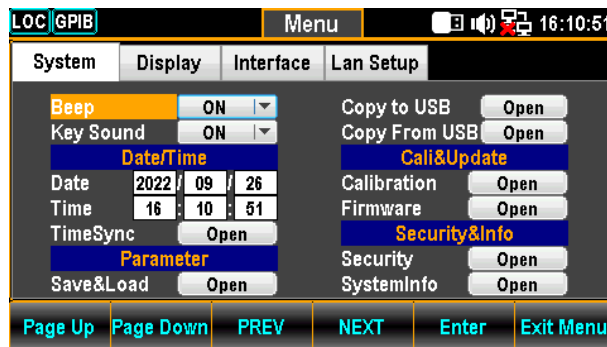 LOC GPIB Menu 16:10:51
System Display Interface Lan Setup
Beep ON
Key Sound ON
Date/Time
Date 2022 / 09 / 26
Time 16 : 10 : 51
TimeSync Open
Parameter
Save&Load Open
Copy to USB Open
Copy From USB Open
Cali&Update
Calibration Open
Firmware Open
Security&Info
Security Open
SystemInfo Open
Page Up Page Down PREV NEXT Enter Exit Menu